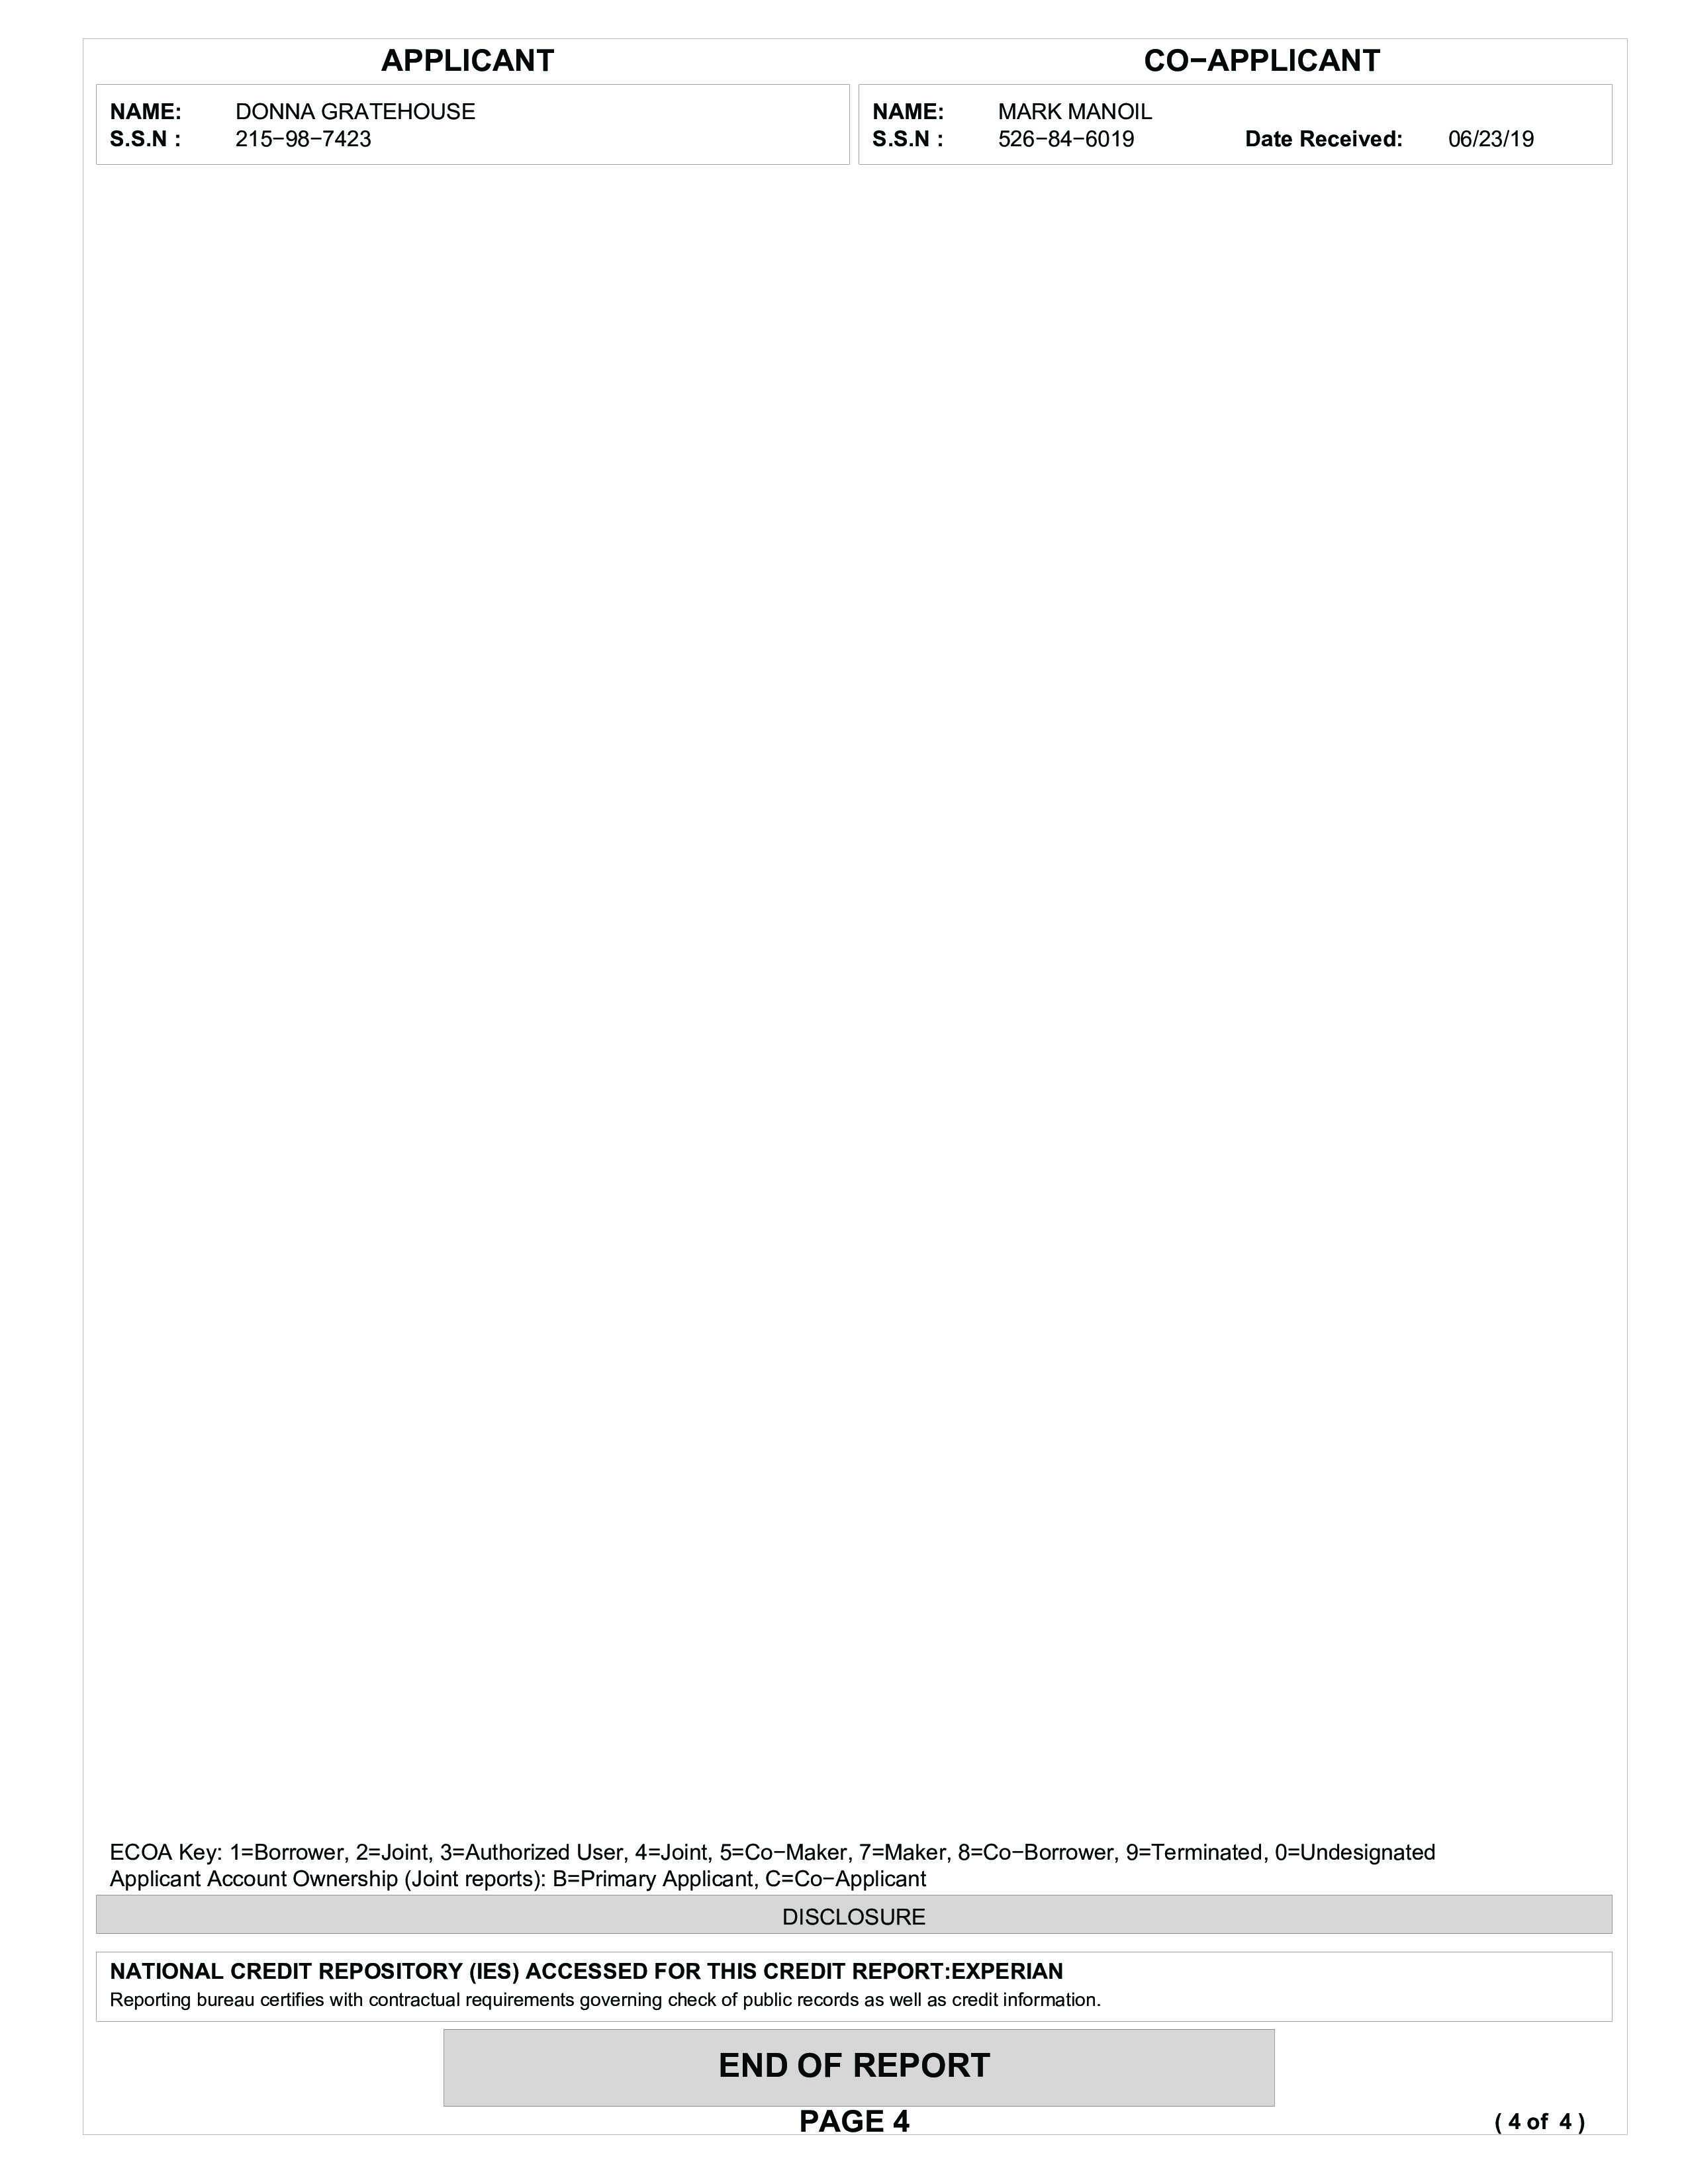 APPLICANT
CO−APPLICANT
NAME: DONNA GRATEHOUSE
S.S.N : 215−98−7423
NAME: MARK MANOIL
S.S.N : 526−84−6019 Date Received: 06/23/19
ECOA Key: 1=Borrower, 2=Joint, 3=Authorized User, 4=Joint, 5=Co−Maker, 7=Maker, 8=Co−Borrower, 9=Terminated, 0=Undesignated
Applicant Account Ownership (Joint reports): B=Primary Applicant, C=Co−Applicant
DISCLOSURE
NATIONAL CREDIT REPOSITORY (IES) ACCESSED FOR THIS CREDIT REPORT:EXPERIAN
Reporting bureau certifies with contractual requirements governing check of public records as well as credit information.
END OF REPORT
PAGE 4
( 4 of 4 )